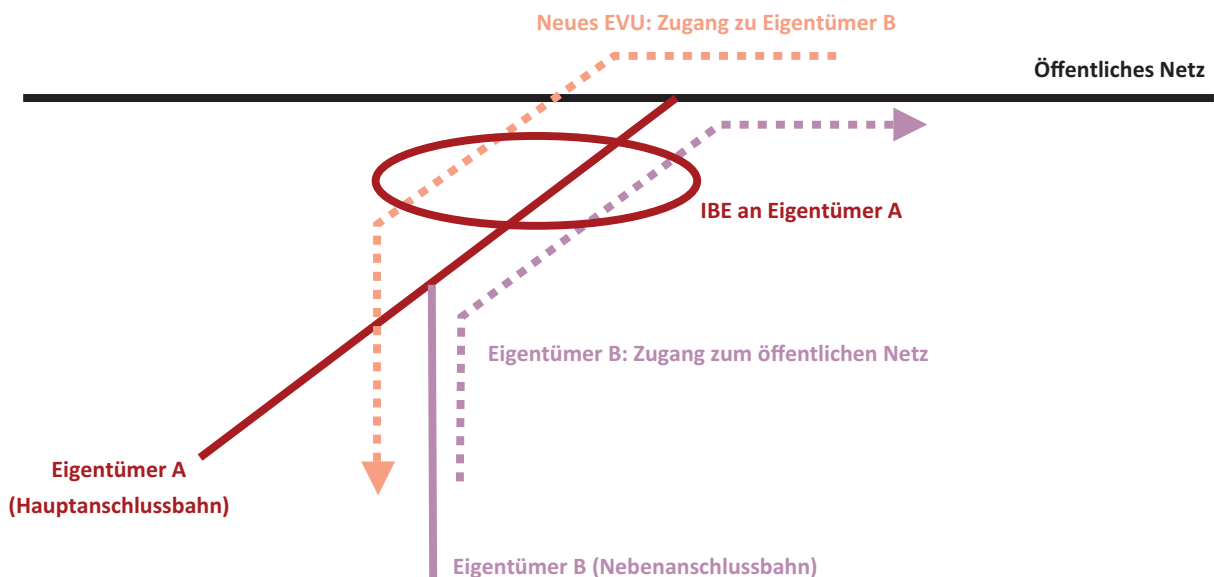 Neues EVU: Zugang zu Eigentümer B
Öffentliches Netz
IBE an Eigentümer A
Eigentümer B: Zugang zum öffentlichen Netz
Eigentümer A
(Hauptanschlussbahn)
Eigentümer B (Nebenanschlussbahn)